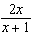 2x
x + 1